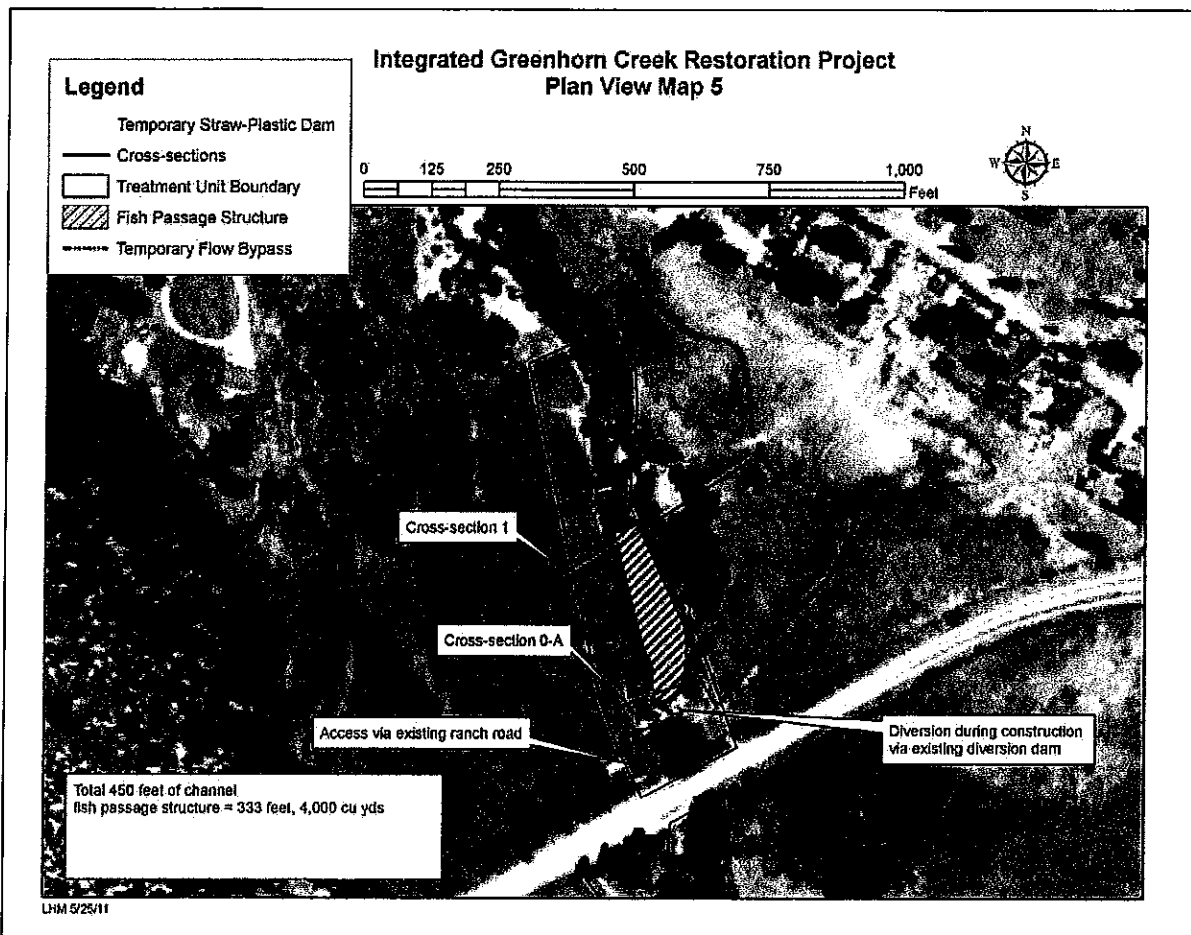 Integrated Greenhorn Creek Restoration Project
Plan View Map 5
Legend
Temporary Straw-Plastic Dam
Cross-sections
Treatment Unit Boundary
Fish Passage Structure
Temporary Flow Bypass
0 125 250 500 750 1,000
Feet
N
W E
S
Cross-section 1
Cross-section 0-A
Access via existing ranch road
Diversion during construction
via existing diversion dam
Total 450 feet of channel
fish passage structure = 333 feet, 4,000 cu yds
LHM 5/25/11